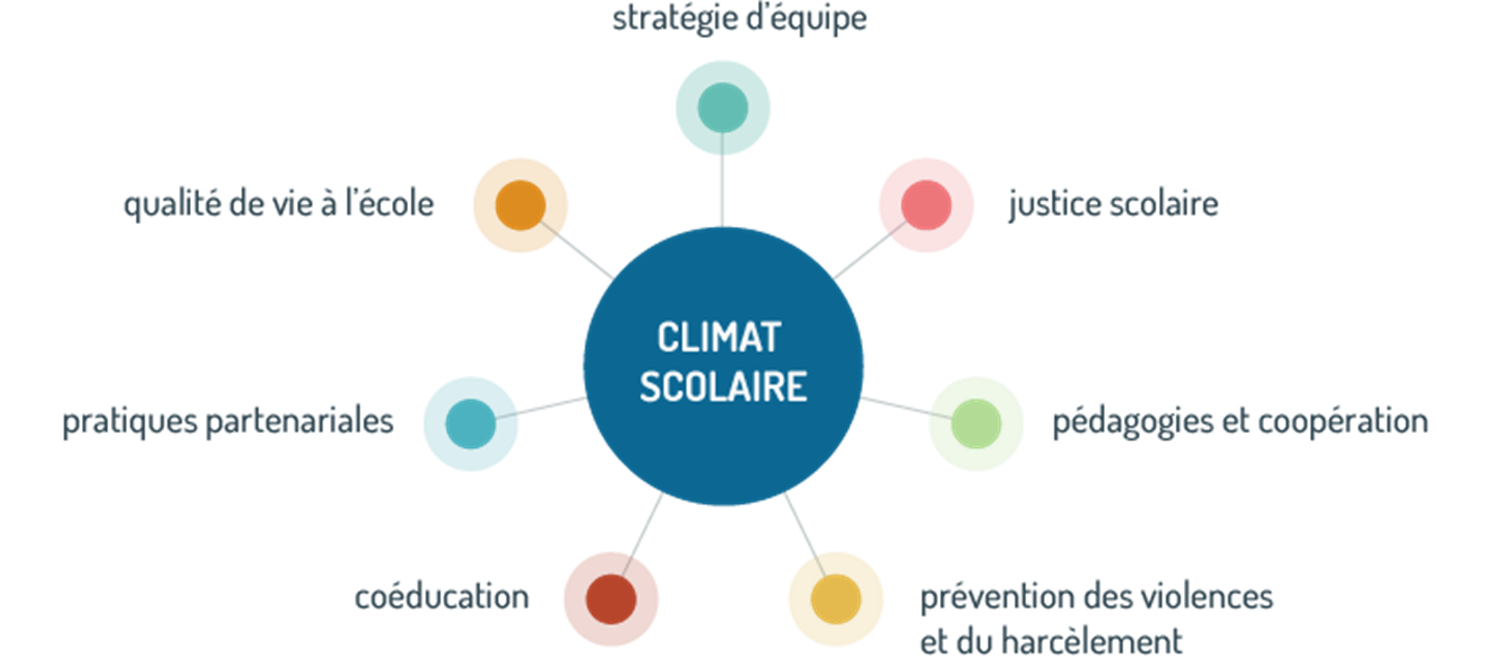 stratégie d'équipe
qualité de vie à l'école
justice scolaire
CLIMAT
SCOLAIRE
pratiques partenariales
pédagogies et coopération
coéducation
prévention des violences
et du harcèlement